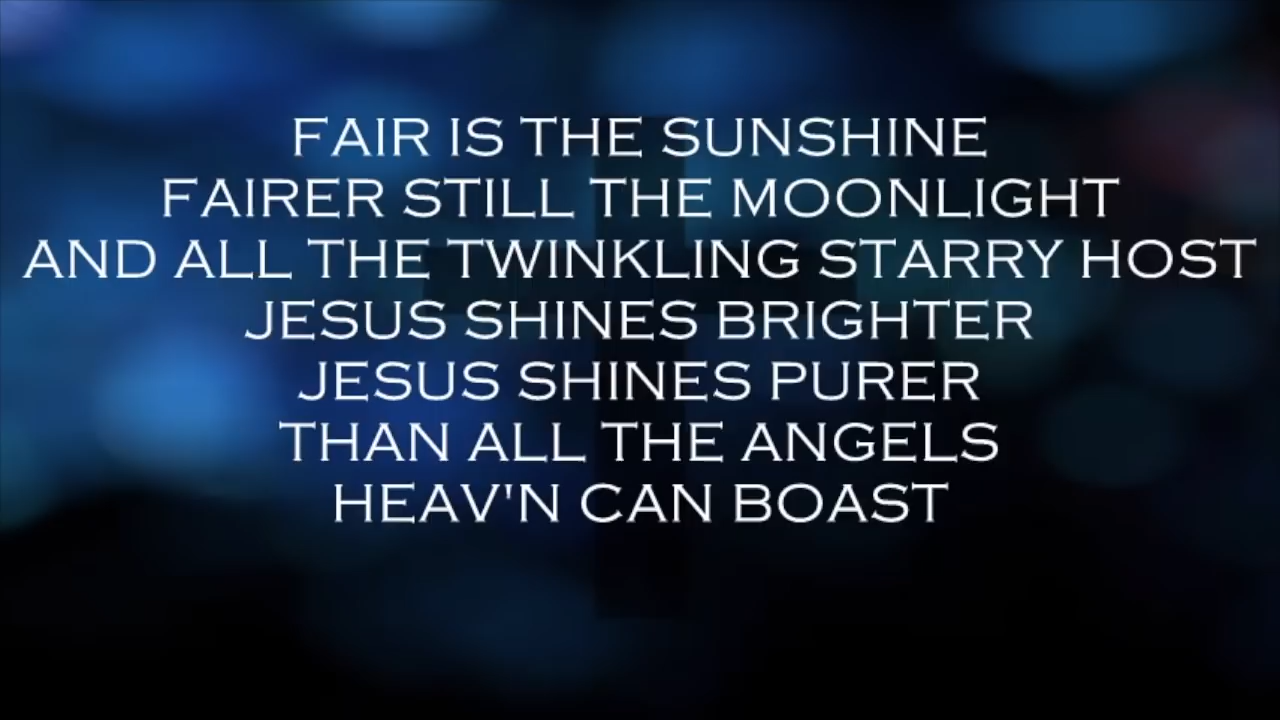 FAIR IS THE SUNSHINE
FAIRER STILL THE MOONLIGHT
AND ALL THE TWINKLING STARRY HOST
JESUS SHINES BRIGHTER
JESUS SHINES PURER
THAN ALL THE ANGELS
HEAV'N CAN BOAST